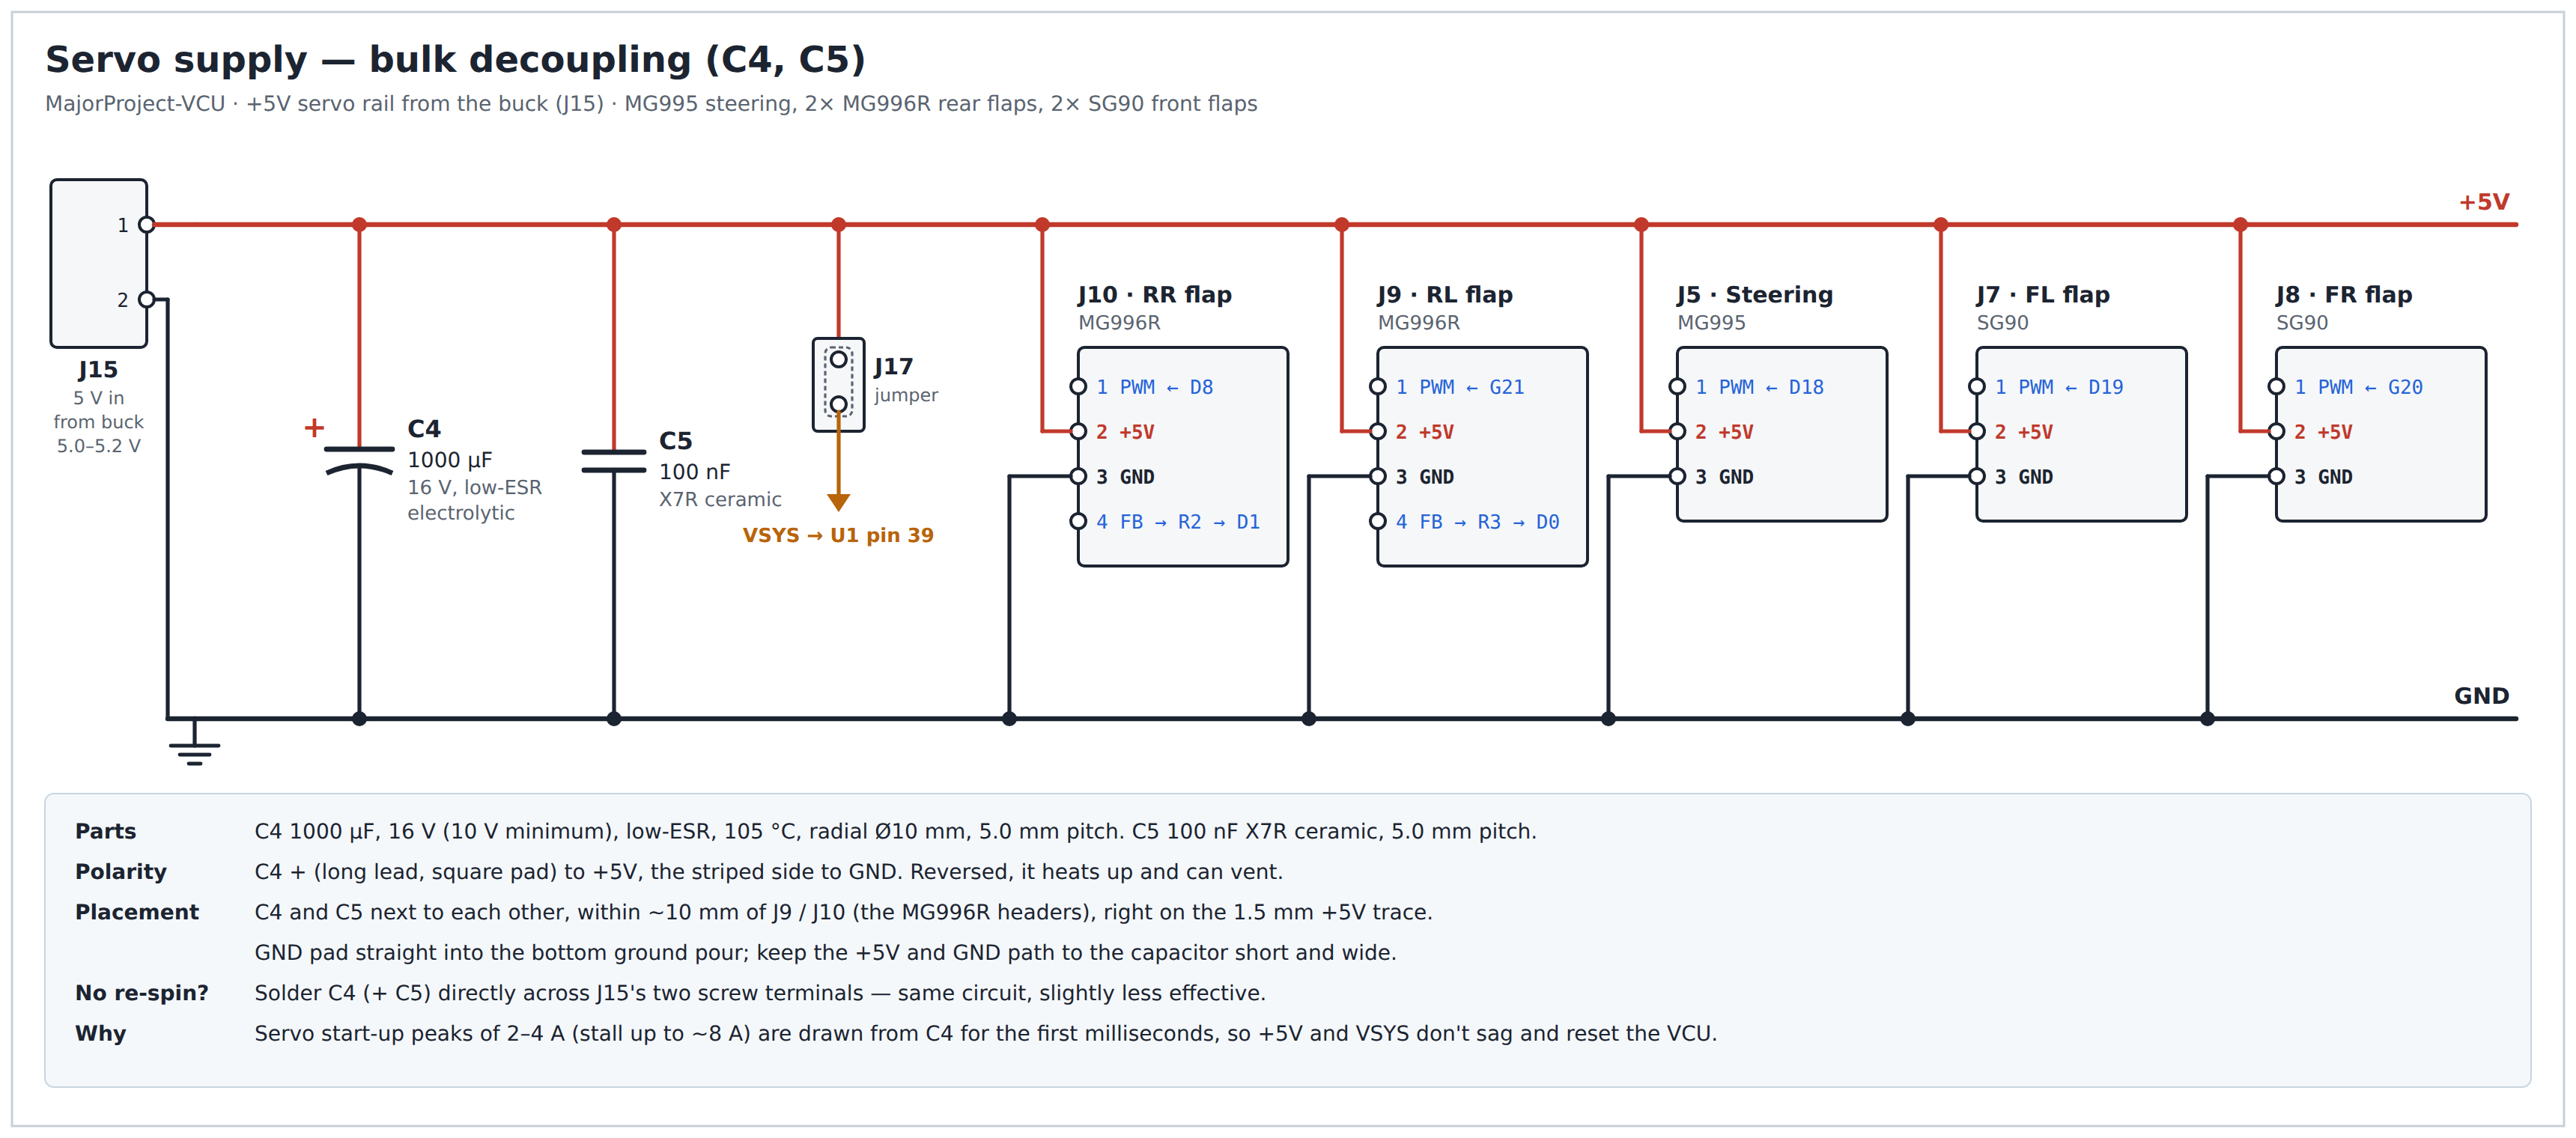 Servo supply — bulk decoupling (C4, C5)
MajorProject-VCU · +5V servo rail from the buck (J15) · MG995 steering, 2× MG996R rear flaps, 2× SG90 front flaps
+5V
1
2
J15
5 V in
from buck
5.0–5.2 V
+
C4
1000 µF
16 V, low-ESR
electrolytic
C5
100 nF
X7R ceramic
J17
jumper
VSYS → U1 pin 39
J10 · RR flap
MG996R
1 PWM ← D8
2 +5V
3 GND
4 FB → R2 → D1
J9 · RL flap
MG996R
1 PWM ← G21
2 +5V
3 GND
4 FB → R3 → D0
J5 · Steering
MG995
1 PWM ← D18
2 +5V
3 GND
J7 · FL flap
SG90
1 PWM ← D19
2 +5V
3 GND
J8 · FR flap
SG90
1 PWM ← G20
2 +5V
3 GND
GND
Parts C4 1000 µF, 16 V (10 V minimum), low-ESR, 105 °C, radial Ø10 mm, 5.0 mm pitch. C5 100 nF X7R ceramic, 5.0 mm pitch.
Polarity C4 + (long lead, square pad) to +5V, the striped side to GND. Reversed, it heats up and can vent.
Placement C4 and C5 next to each other, within ~10 mm of J9 / J10 (the MG996R headers), right on the 1.5 mm +5V trace.
GND pad straight into the bottom ground pour; keep the +5V and GND path to the capacitor short and wide.
No re-spin? Solder C4 (+ C5) directly across J15's two screw terminals — same circuit, slightly less effective.
Why Servo start-up peaks of 2–4 A (stall up to ~8 A) are drawn from C4 for the first milliseconds, so +5V and VSYS don't sag and reset the VCU.